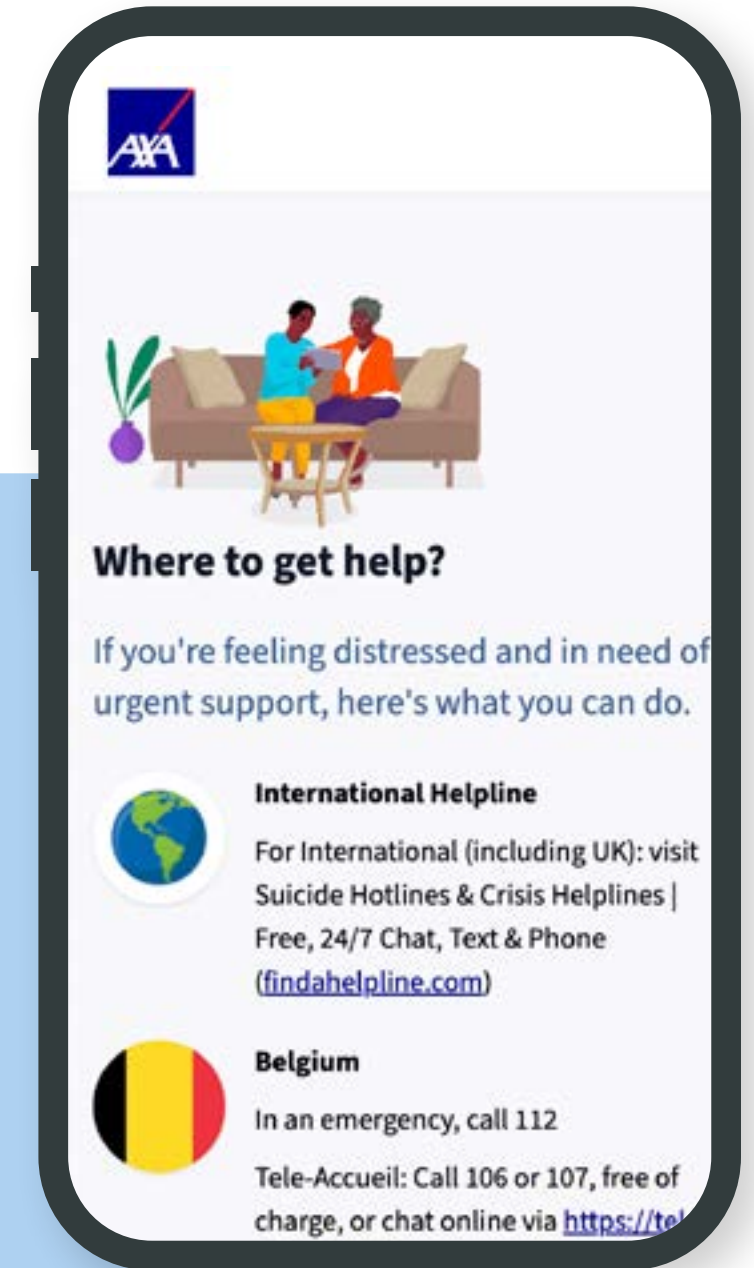 AXA
Where to get help?
If you're feeling distressed and in need of
urgent support, here's what you can do.
International Helpline
For International (including UK): visit
Suicide Hotlines & Crisis Helplines |
Free, 24/7 Chat, Text & Phone
(findahelpline.com)
Belgium
In an emergency, call 112
Tele-Accueil: Call 106 or 107, free of
charge, or chat online via https://tel